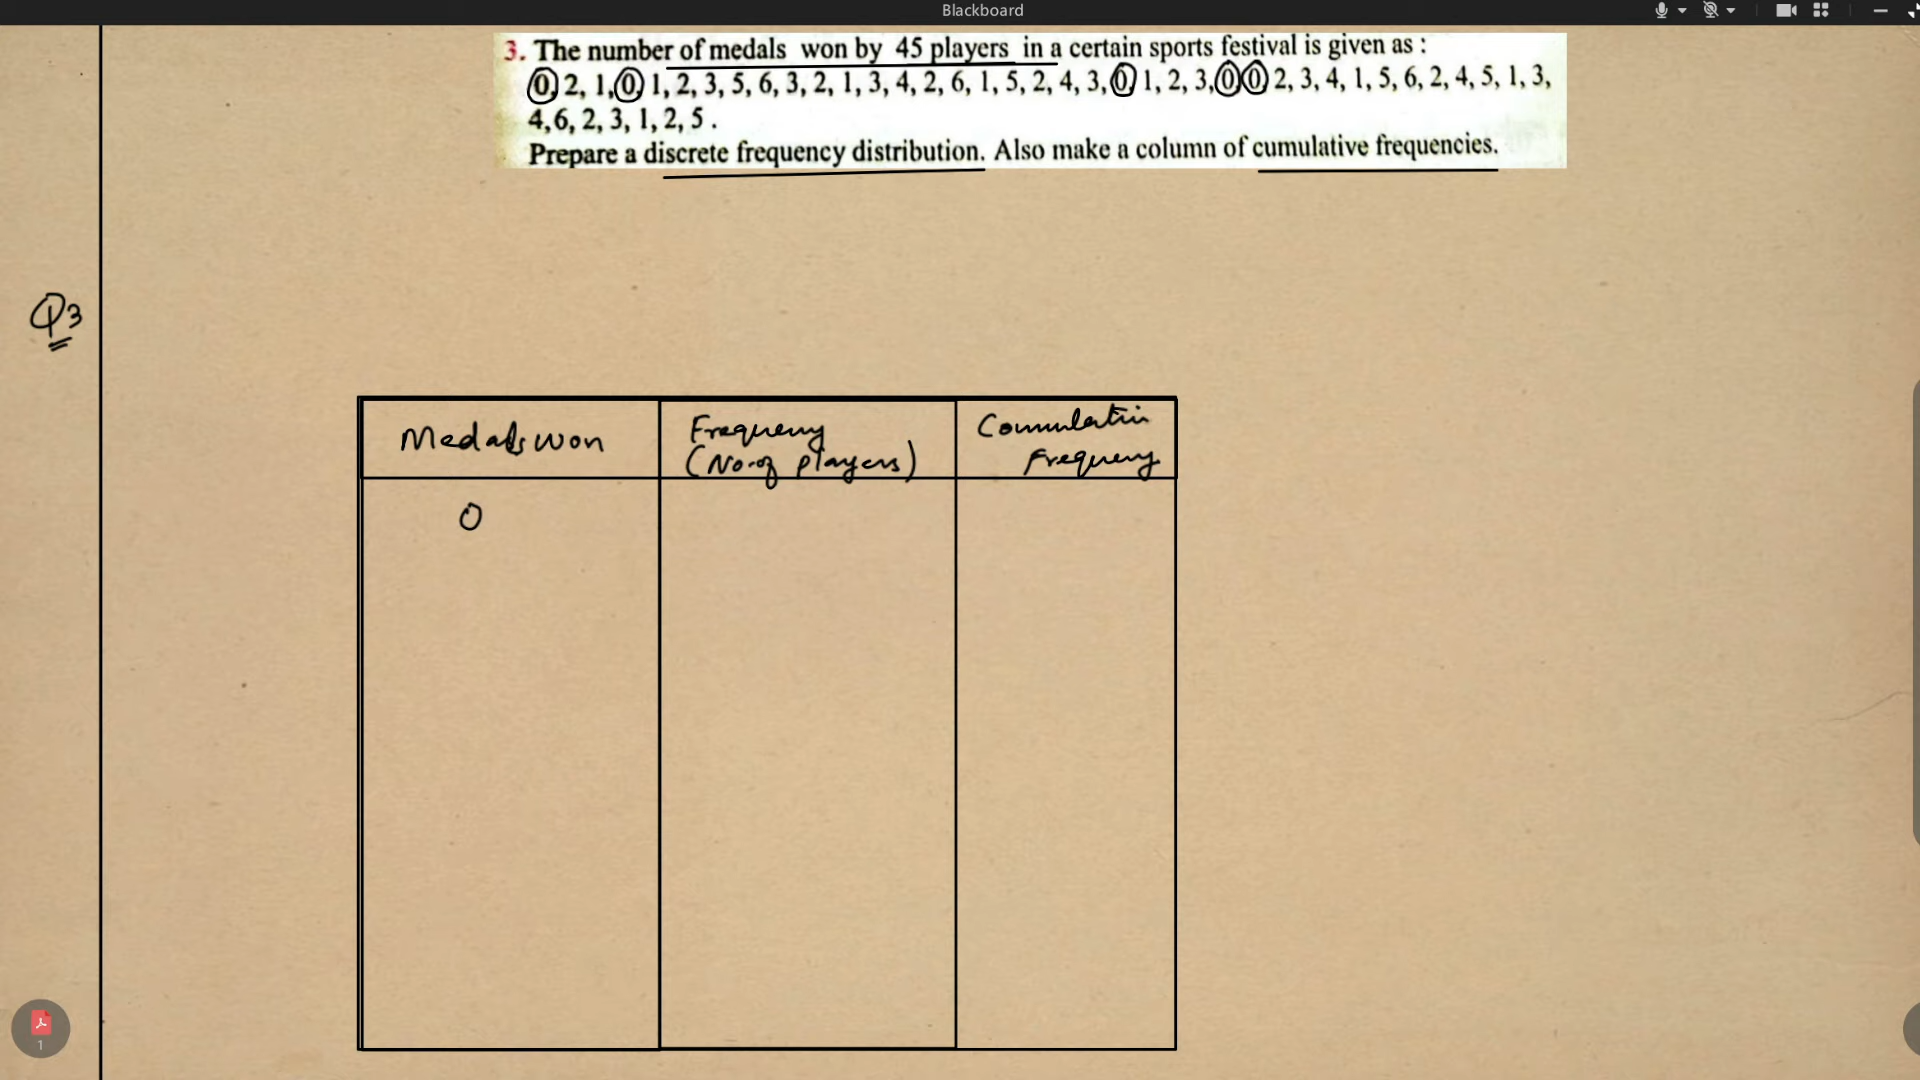 Blackboard
3. The number of medals won by 45 players in a certain sports festival is given as :
0, 2, 1, 0, 1, 2, 3, 5, 6, 3, 2, 1, 3, 4, 2, 6, 1, 5, 2, 4, 3, 0, 1, 2, 3, 0, 0, 2, 3, 4, 1, 5, 6, 2, 4, 5, 1, 3,
4,6, 2, 3, 1, 2, 5 .
Prepare a discrete frequency distribution. Also make a column of cumulative frequencies.
Q3
Medals won
Frequency
(No. of players)
Commulative
Frequency
0
1